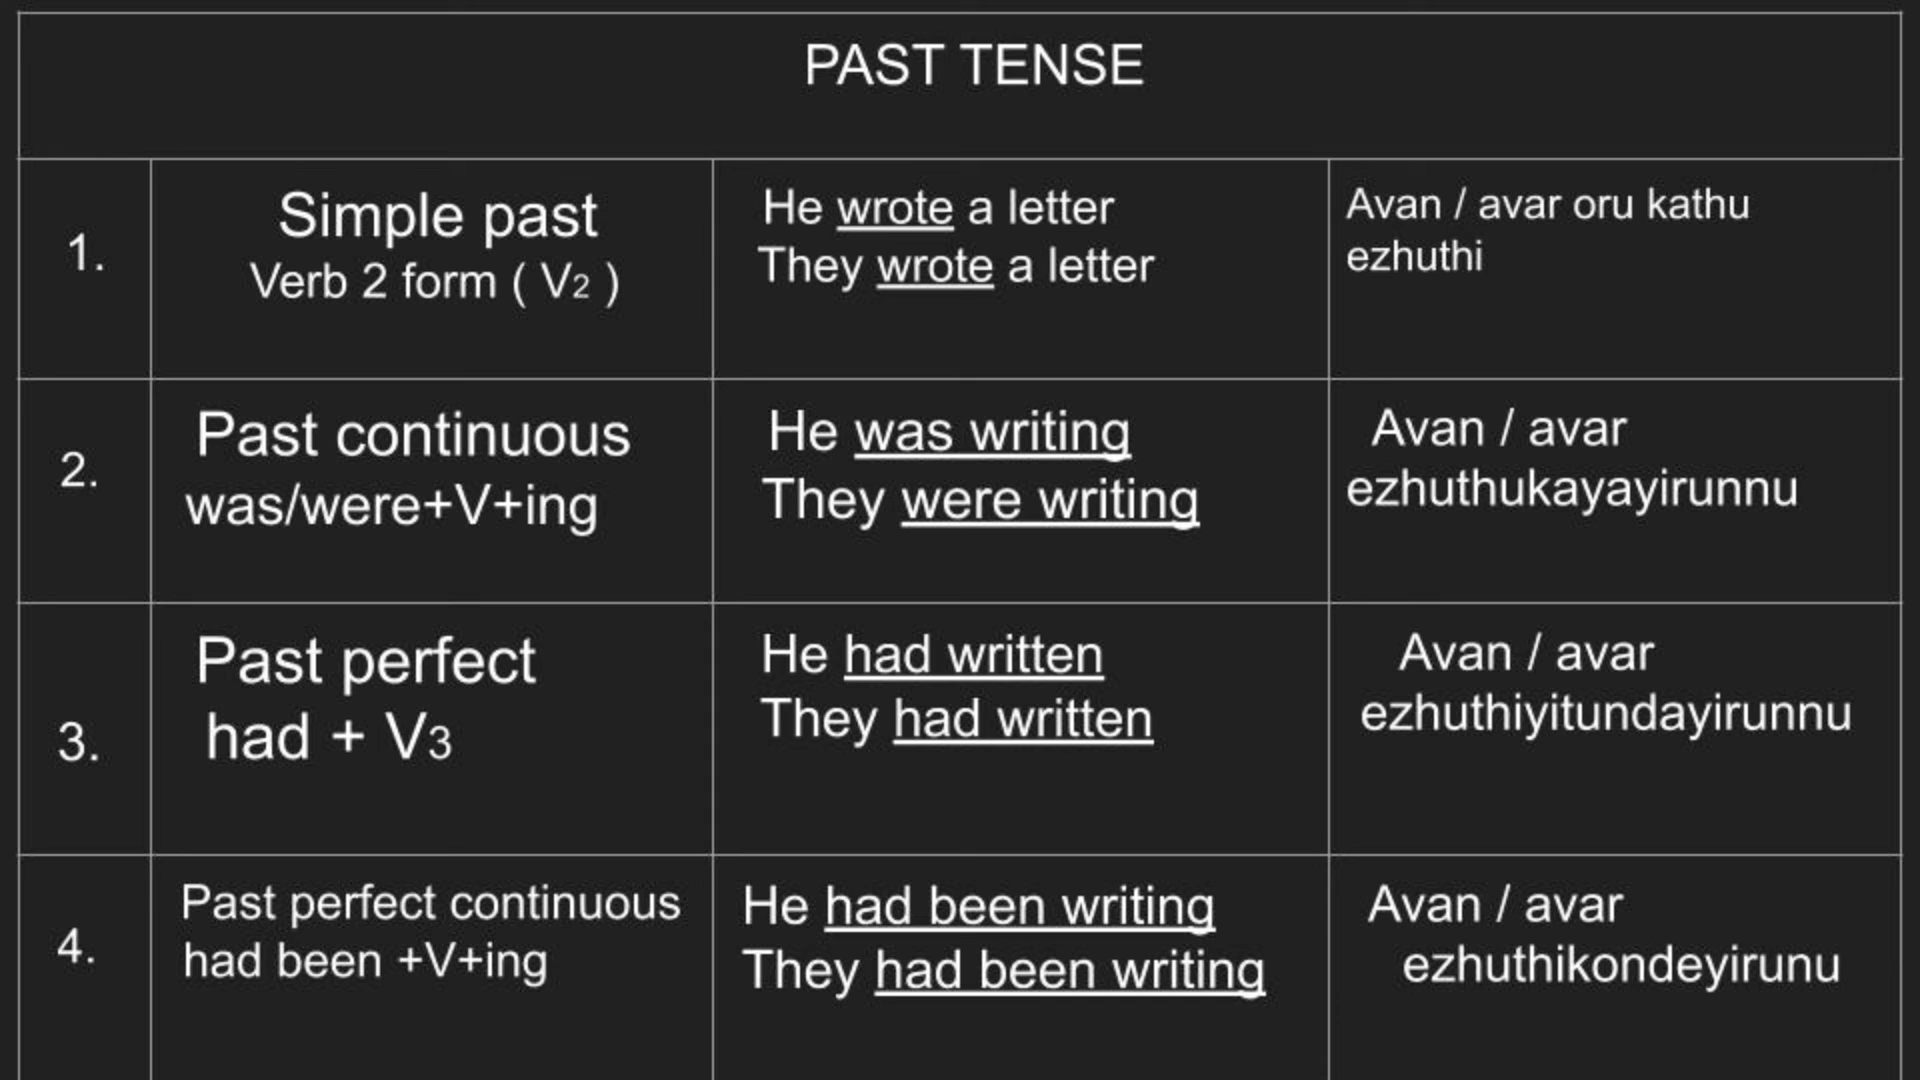 PAST TENSE
1.
Simple past
Verb 2 form ( V2 )
He wrote a letter
They wrote a letter
Avan / avar oru kathu
ezhuthi
2.
Past continuous
was/were+V+ing
He was writing
They were writing
Avan / avar
ezhuthukayayirunnu
3.
Past perfect
had + V3
He had written
They had written
Avan / avar
ezhuthiyitundayirunnu
4.
Past perfect continuous
had been +V+ing
He had been writing
They had been writing
Avan / avar
ezhuthikondeyirunu